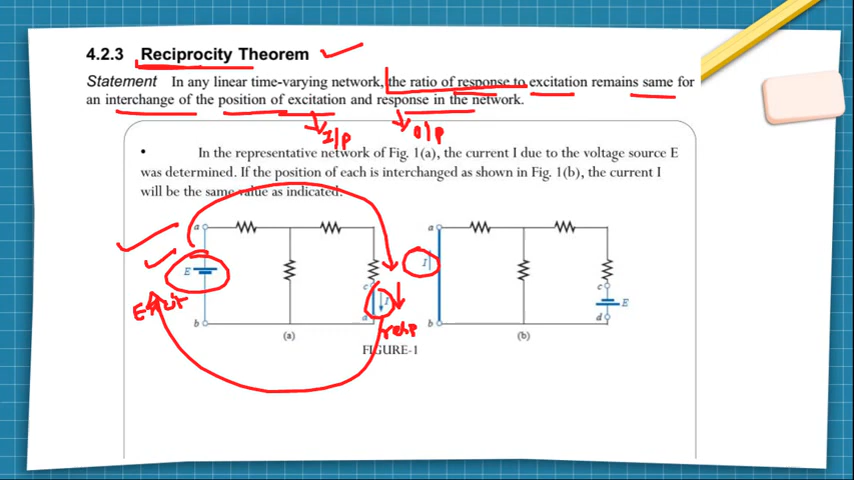 4.2.3 Reciprocity Theorem
Statement In any linear time-varying network, the ratio of response to excitation remains same for
an interchange of the position of excitation and response in the network.
I/P
O/P
• In the representative network of Fig. 1(a), the current I due to the voltage source E
was determined. If the position of each is interchanged as shown in Fig. 1(b), the current I
will be the same value as indicated.
a
a
E
I
c
I
c
E
d
b
d
b
resp
(a)
(b)
FIGURE-1